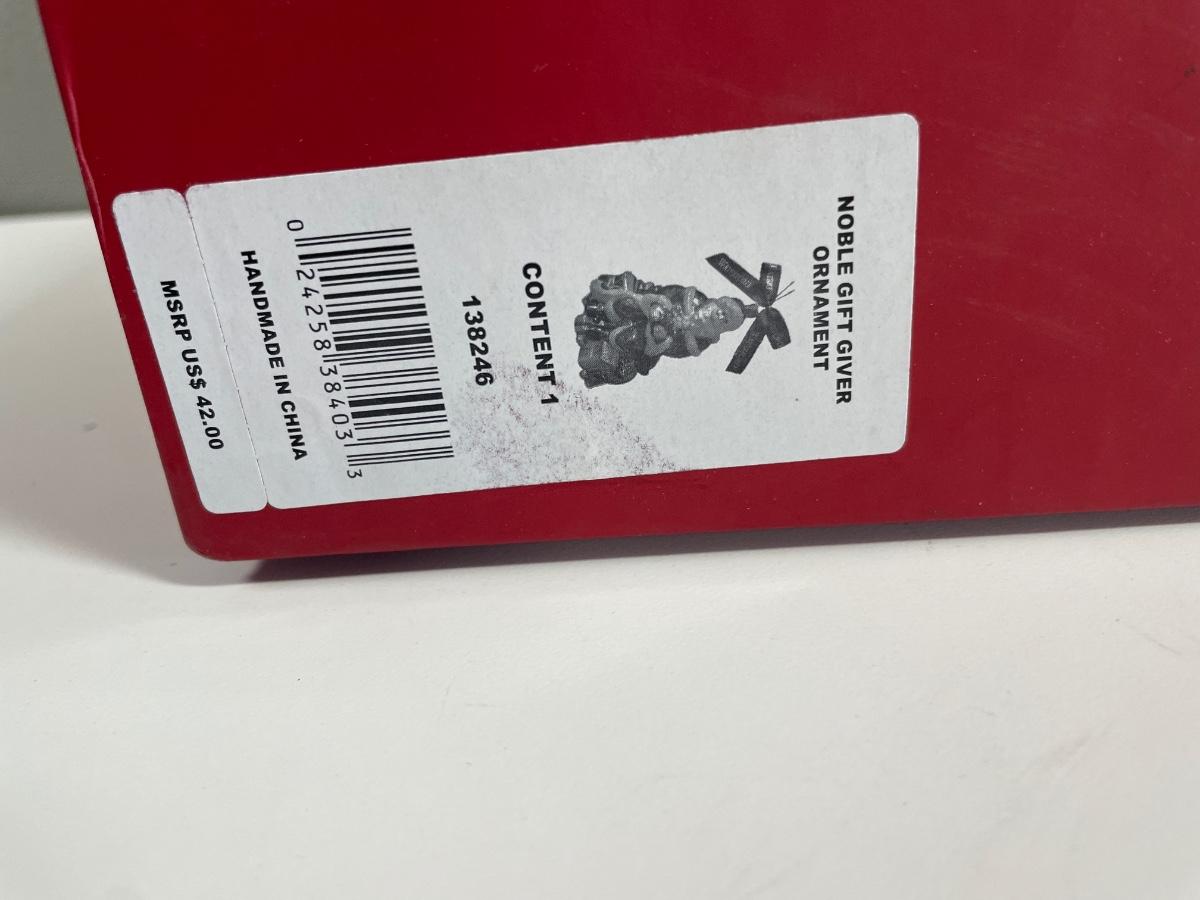 NOBLE GIFT GIVER
ORNAMENT
CONTENT 1
138246
0 24258 38403 3
HANDMADE IN CHINA
MSRP US$ 42.00